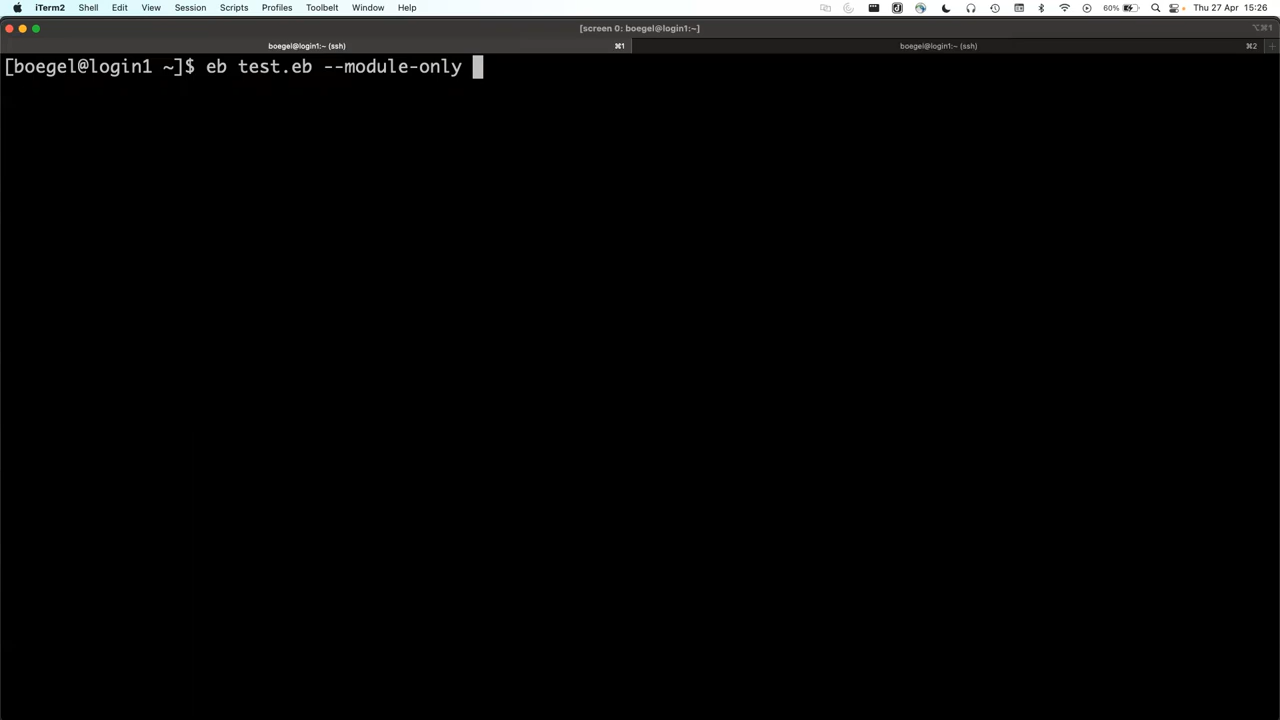 iTerm2 Shell Edit View Session Scripts Profiles Toolbelt Window Help 60% Thu 27 Apr 15:26
[screen 0: boegel@login1:~] ⌥⌘1
boegel@login1:~ (ssh) ⌘1 boegel@login1:~ (ssh) ⌘2
[boegel@login1 ~]$ eb test.eb --module-only